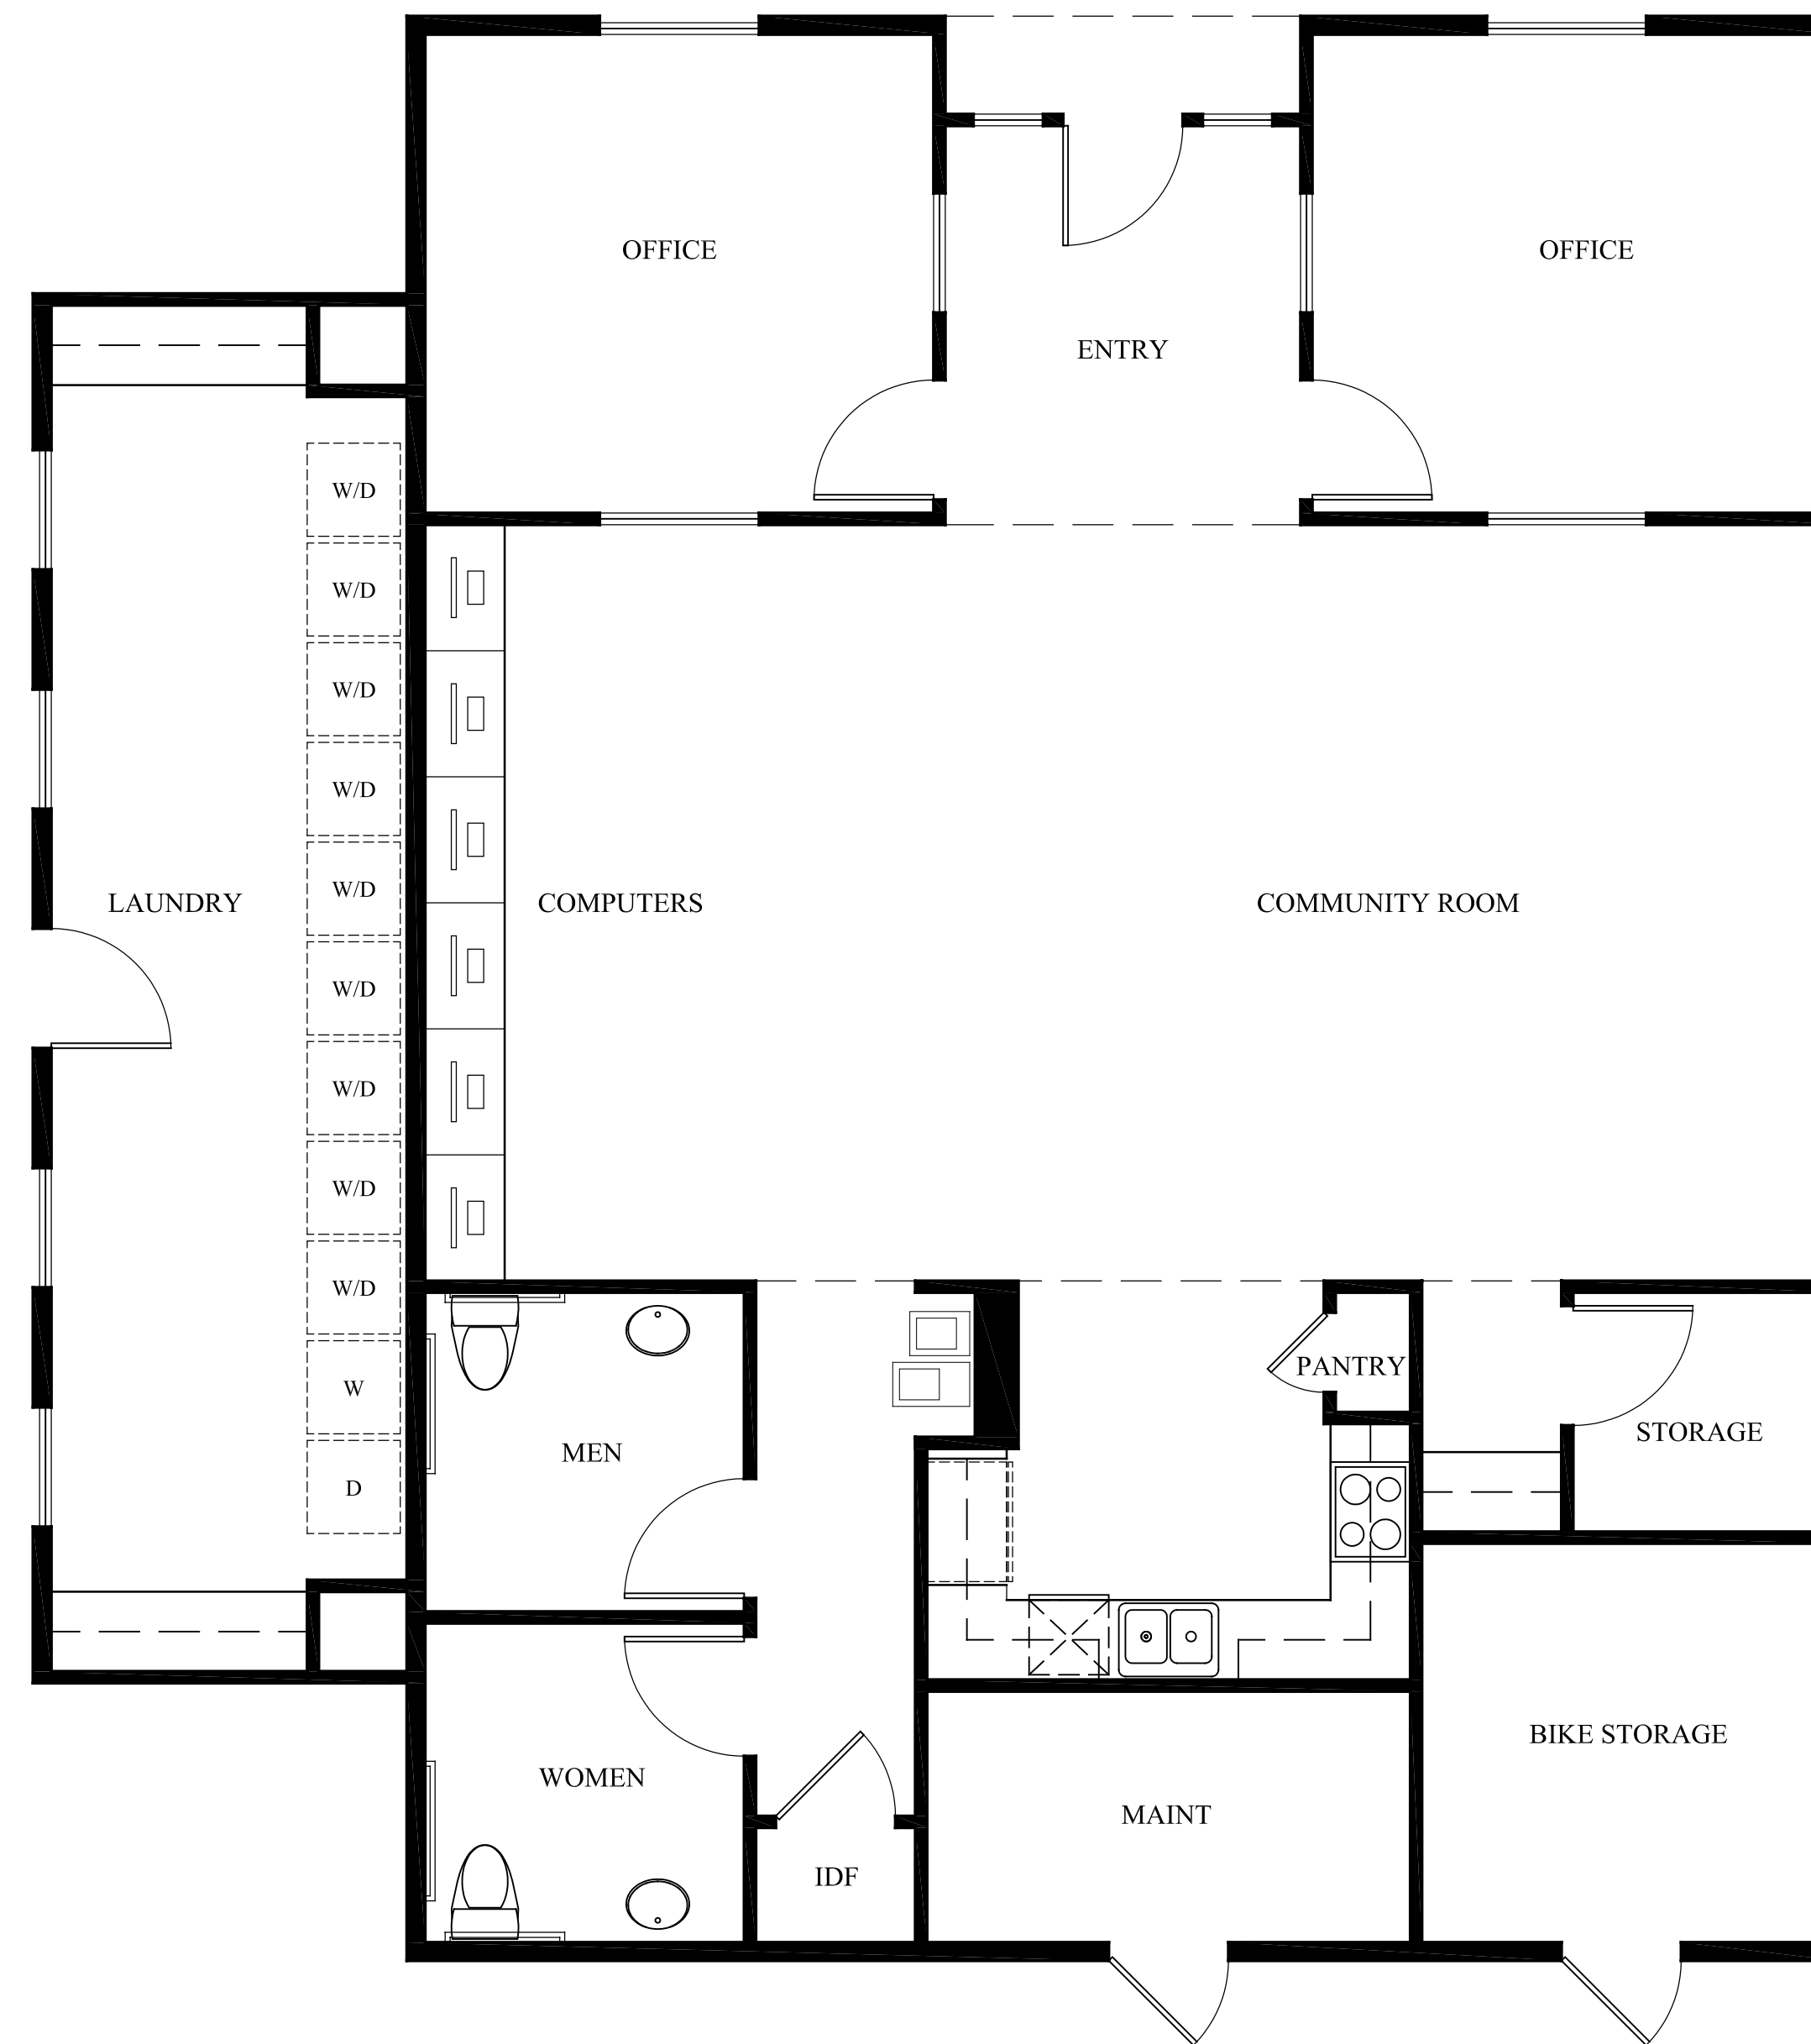 OFFICE
OFFICE
ENTRY
W/D
W/D
W/D
W/D
W/D
LAUNDRY
COMPUTERS
COMMUNITY ROOM
W/D
W/D
W/D
W/D
PANTRY
W
STORAGE
MEN
D
BIKE STORAGE
WOMEN
MAINT
IDF